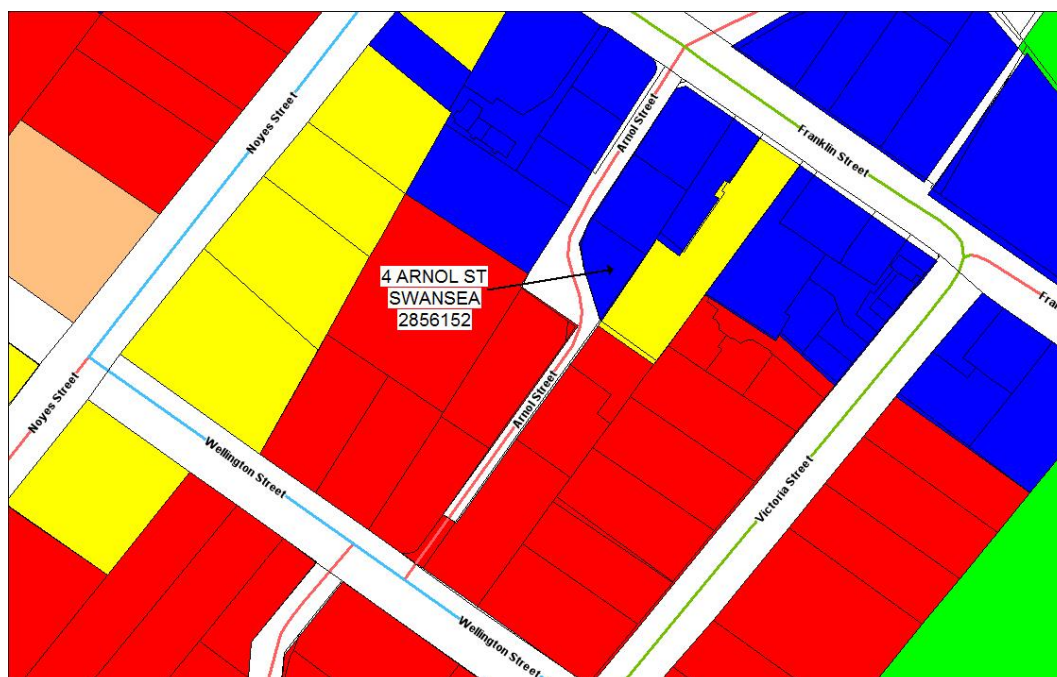 Noyes Street
Arnol Street
Franklin Street
4 ARNOL ST
SWANSEA
2856152
Fra
Noyes Street
Arnol Street
Wellington Street
Victoria Street
Wellington Street